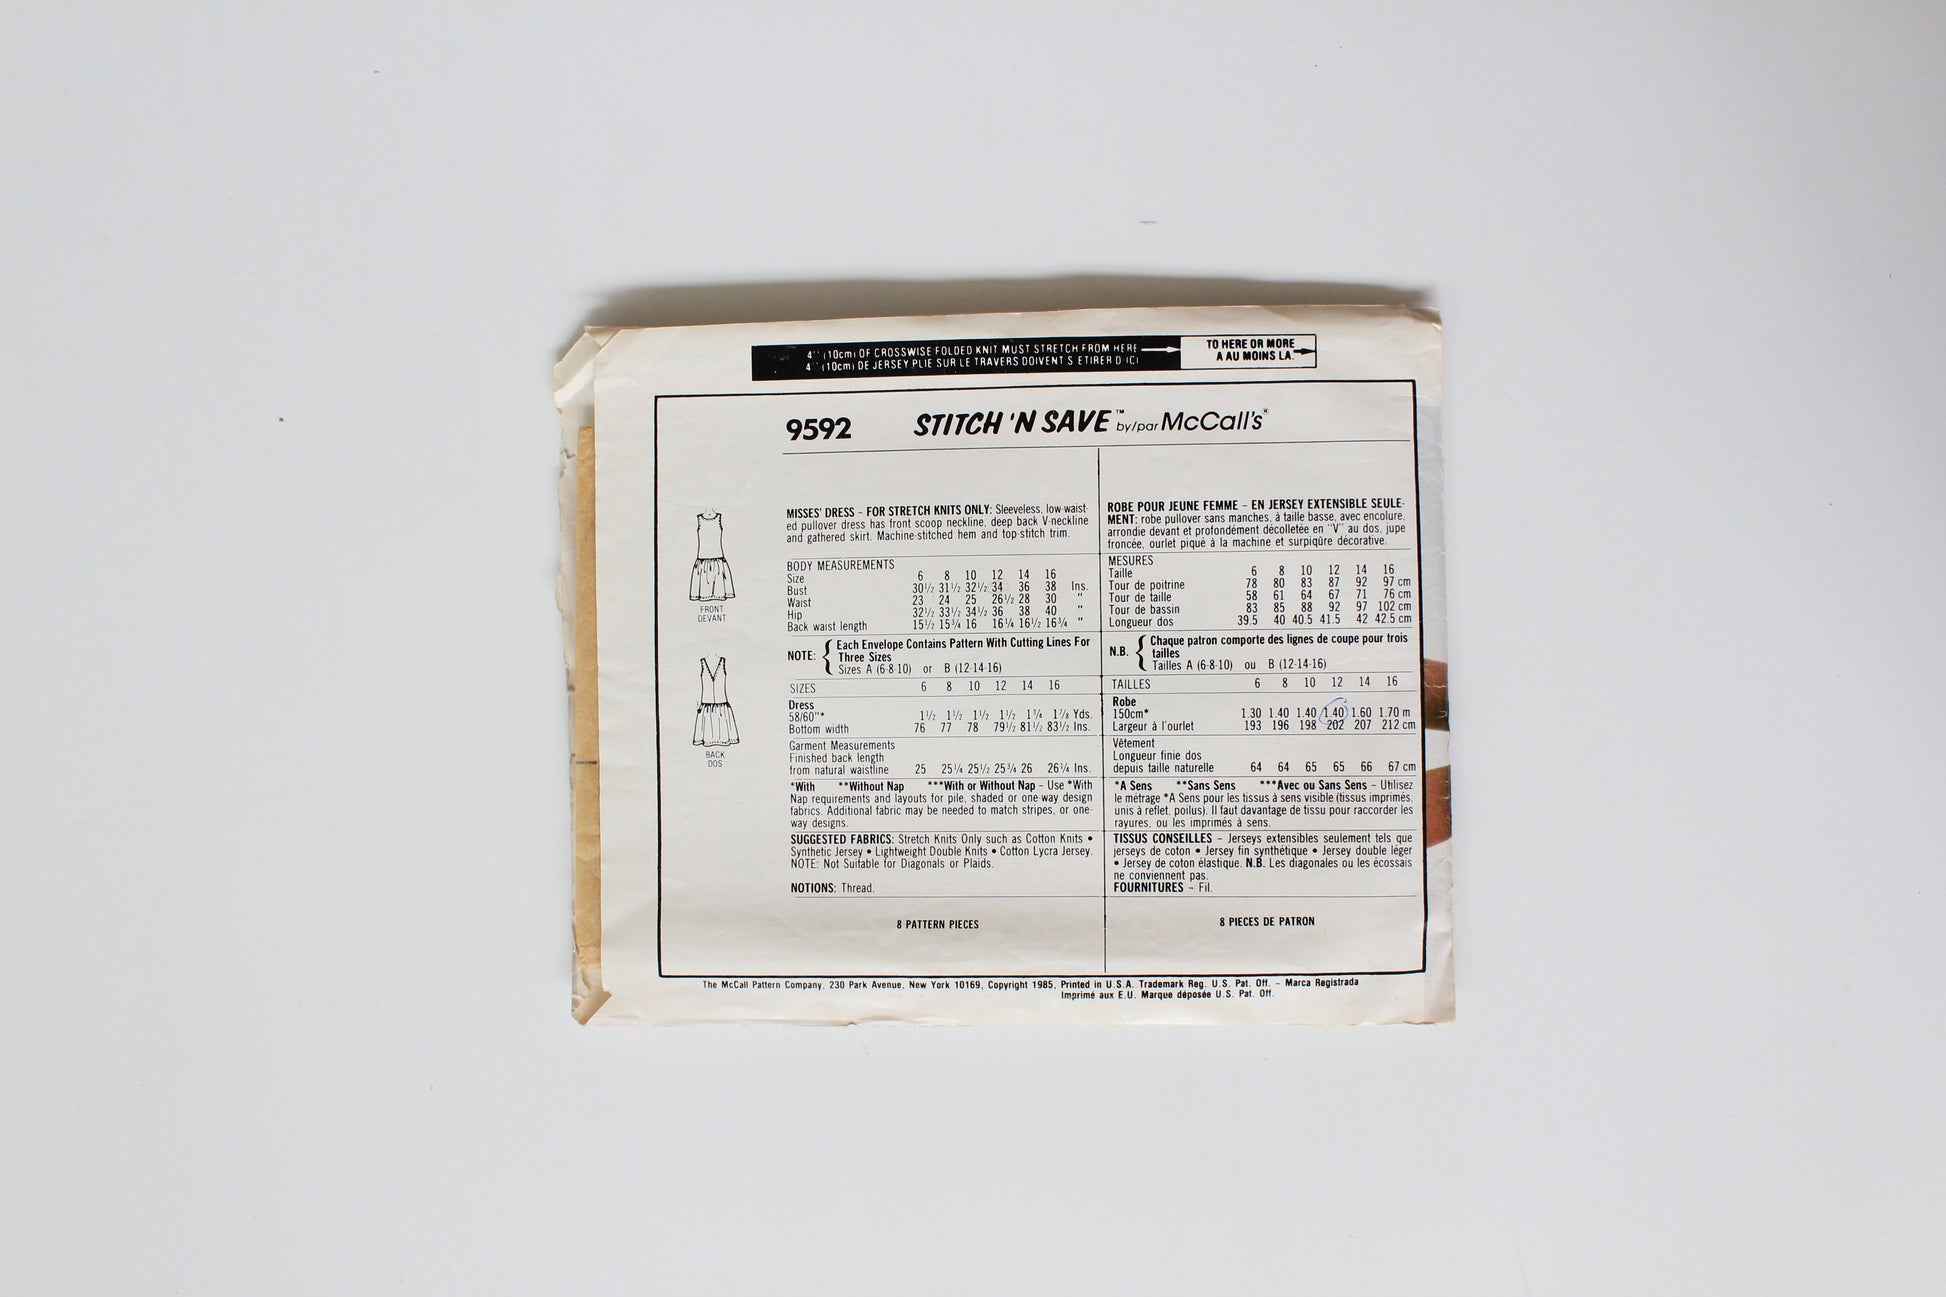 4'' (10cm) OF CROSSWISE FOLDED KNIT MUST STRETCH FROM HERE
4'' (10cm) DE JERSEY PLIE SUR LE TRAVERS DOIVENT S ETIRER D ICI
TO HERE OR MORE
A AU MOINS LA.
9592 STITCH 'N SAVE™ by/par McCall's®
FRONT
DEVANT
BACK
DOS
MISSES' DRESS – FOR STRETCH KNITS ONLY: Sleeveless, low-waist-
ed pullover dress has front scoop neckline, deep back V-neckline
and gathered skirt. Machine-stitched hem and top-stitch trim.
BODY MEASUREMENTS
Size 6 8 10 12 14 16
Bust 30½ 31½ 32½ 34 36 38 Ins.
Waist 23 24 25 26½ 28 30 "
Hip 32½ 33½ 34½ 36 38 40 "
Back waist length 15½ 15¾ 16 16¼ 16½ 16¾ "
NOTE: { Each Envelope Contains Pattern With Cutting Lines For
Three Sizes
Sizes A (6-8-10) or B (12-14-16)
SIZES 6 8 10 12 14 16
Dress
58/60"* 1½ 1½ 1½ 1½ 1¾ 1⅞ Yds.
Bottom width 76 77 78 79½ 81½ 83½ Ins.
Garment Measurements
Finished back length
from natural waistline 25 25¼ 25½ 25¾ 26 26¼ Ins.
*With **Without Nap ***With or Without Nap – Use *With
Nap requirements and layouts for pile, shaded or one-way design
fabrics. Additional fabric may be needed to match stripes, or one-
way designs.
SUGGESTED FABRICS: Stretch Knits Only such as Cotton Knits •
Synthetic Jersey • Lightweight Double Knits • Cotton Lycra Jersey.
NOTE: Not Suitable for Diagonals or Plaids.
NOTIONS: Thread.
8 PATTERN PIECES
ROBE POUR JEUNE FEMME – EN JERSEY EXTENSIBLE SEULE-
MENT: robe pullover sans manches, à taille basse, avec encolure,
arrondie devant et profondément décolletée en "V" au dos, jupe
froncée, ourlet piqué à la machine et surpiqûre décorative.
MESURES
Taille 6 8 10 12 14 16
Tour de poitrine 78 80 83 87 92 97 cm
Tour de taille 58 61 64 67 71 76 cm
Tour de bassin 83 85 88 92 97 102 cm
Longueur dos 39.5 40 40.5 41.5 42 42.5 cm
N.B. { Chaque patron comporte des lignes de coupe pour trois
tailles
Tailles A (6-8-10) ou B (12-14-16)
TAILLES 6 8 10 12 14 16
Robe
150cm* 1.30 1.40 1.40 1.40 1.60 1.70 m
Largeur à l'ourlet 193 196 198 202 207 212 cm
Vêtement
Longueur finie dos
depuis taille naturelle 64 64 65 65 66 67 cm
*A Sens **Sans Sens ***Avec ou Sans Sens – Utilisez
le métrage *A Sens pour les tissus à sens visible (tissus imprimés,
unis à reflet, poilus). Il faut davantage de tissu pour raccorder les
rayures, ou les imprimés à sens.
TISSUS CONSEILLES – Jerseys extensibles seulement tels que
jerseys de coton • Jersey fin synthétique • Jersey double léger
• Jersey de coton élastique. N.B. Les diagonales ou les écossais
ne conviennent pas.
FOURNITURES – Fil.
8 PIECES DE PATRON
The McCall Pattern Company, 230 Park Avenue, New York 10169, Copyright 1985, Printed in U.S.A. Trademark Reg. U.S. Pat. Off. – Marca Registrada
Imprimé aux E.U. Marque déposée U.S. Pat. Off.